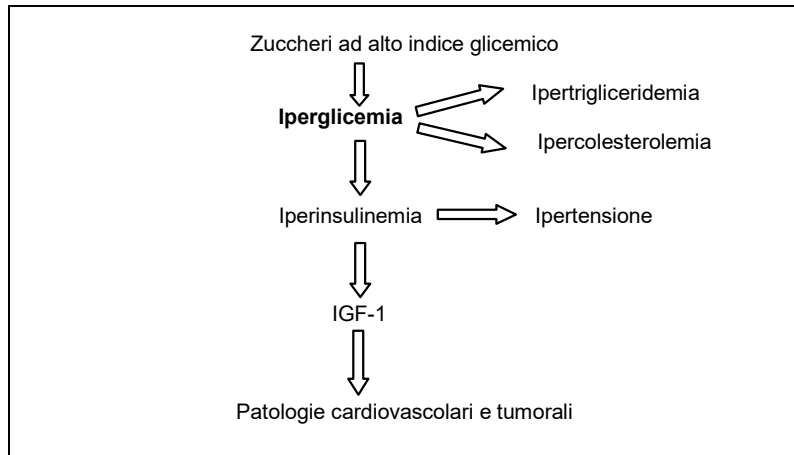 Zuccheri ad alto indice glicemico
Iperglicemia
Ipertrigliceridemia
Ipercolesterolemia
Iperinsulinemia
Ipertensione
IGF-1
Patologie cardiovascolari e tumorali